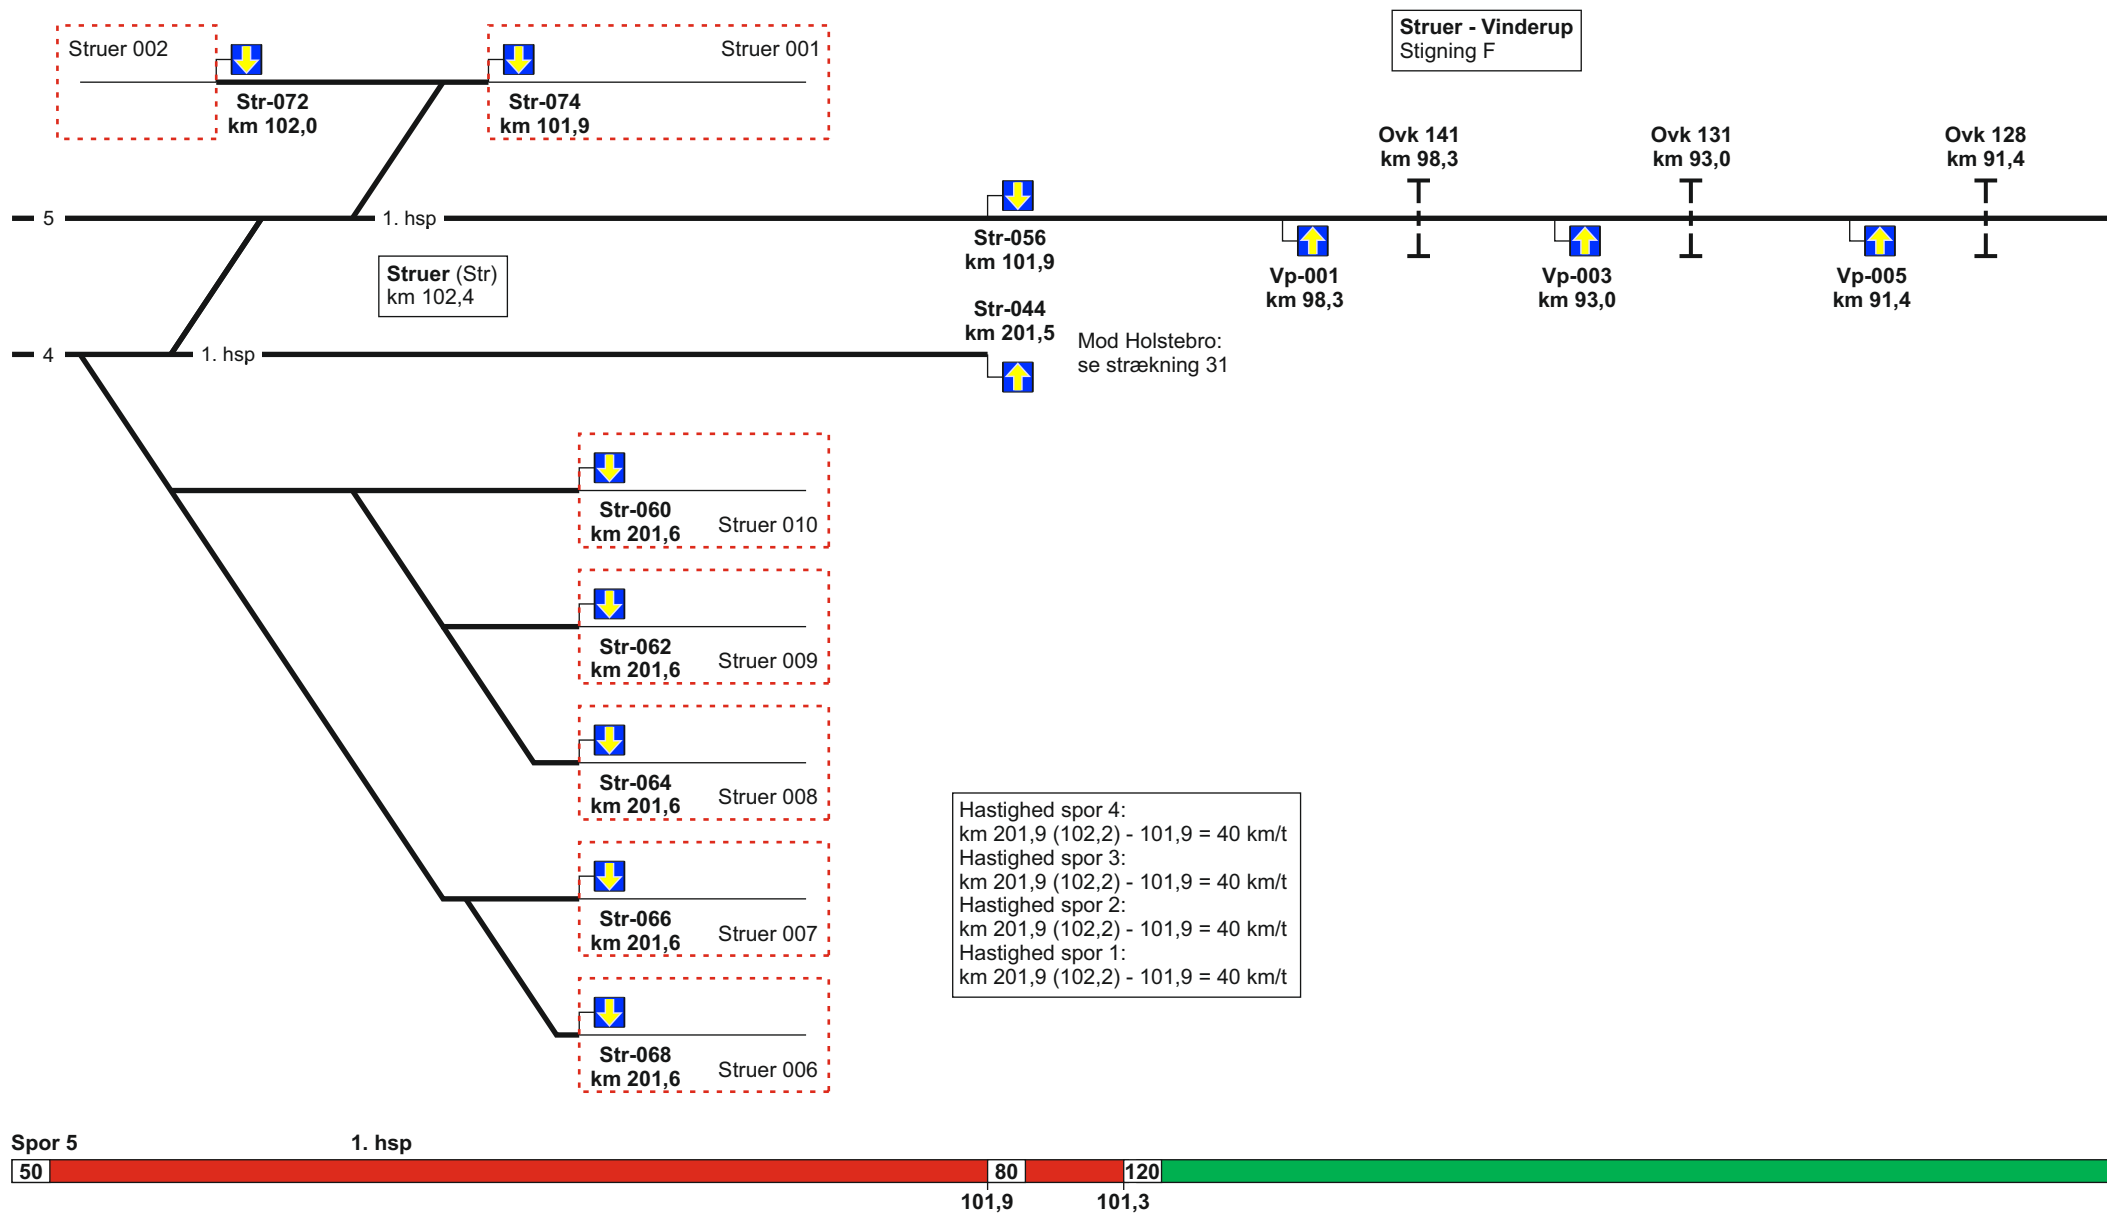 Struer 002
Str-072
km 102,0
Str-074
km 101,9
Struer 001
Struer - Vinderup
Stigning F
Ovk 141
km 98,3
Ovk 131
km 93,0
Ovk 128
km 91,4
5
1. hsp
Str-056
km 101,9
Vp-001
km 98,3
Vp-003
km 93,0
Vp-005
km 91,4
Struer (Str)
km 102,4
Str-044
km 201,5
Mod Holstebro:
se strækning 31
4
1. hsp
Str-060
km 201,6
Struer 010
Str-062
km 201,6
Struer 009
Str-064
km 201,6
Struer 008
Str-066
km 201,6
Struer 007
Str-068
km 201,6
Struer 006
Hastighed spor 4:
km 201,9 (102,2) - 101,9 = 40 km/t
Hastighed spor 3:
km 201,9 (102,2) - 101,9 = 40 km/t
Hastighed spor 2:
km 201,9 (102,2) - 101,9 = 40 km/t
Hastighed spor 1:
km 201,9 (102,2) - 101,9 = 40 km/t
Spor 5
1. hsp
50
80
120
101,9
101,3